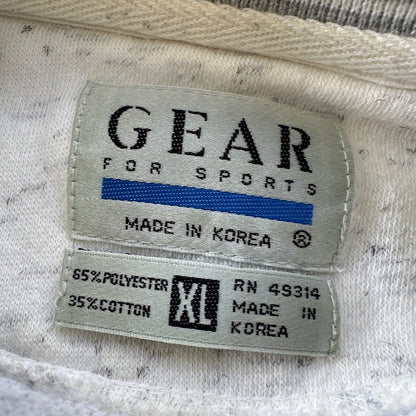 GEAR
FOR SPORTS
MADE IN KOREA ®
65% POLYESTER
35% COTTON
XL
RN 49314
MADE IN
KOREA